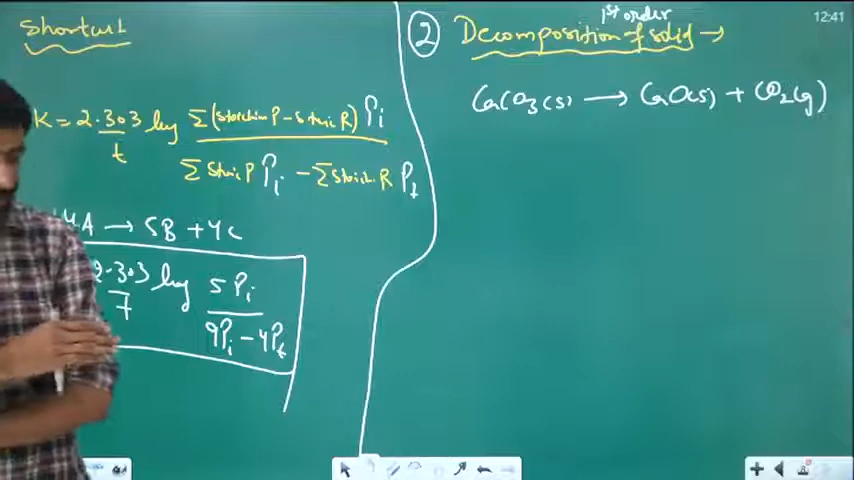 Shortcut
K = 2.303 log Σ(stoichio P - stoic R) Pi
t
Σ stoic P Pi - Σ stoich. R Pt
4A → 5B + 4C
2.303 log 5Pi
7
9Pi - 4Pt
② Decomposition of solid →
1st order
CaCO3(s) → CaO(s) + CO2(g)
12:41